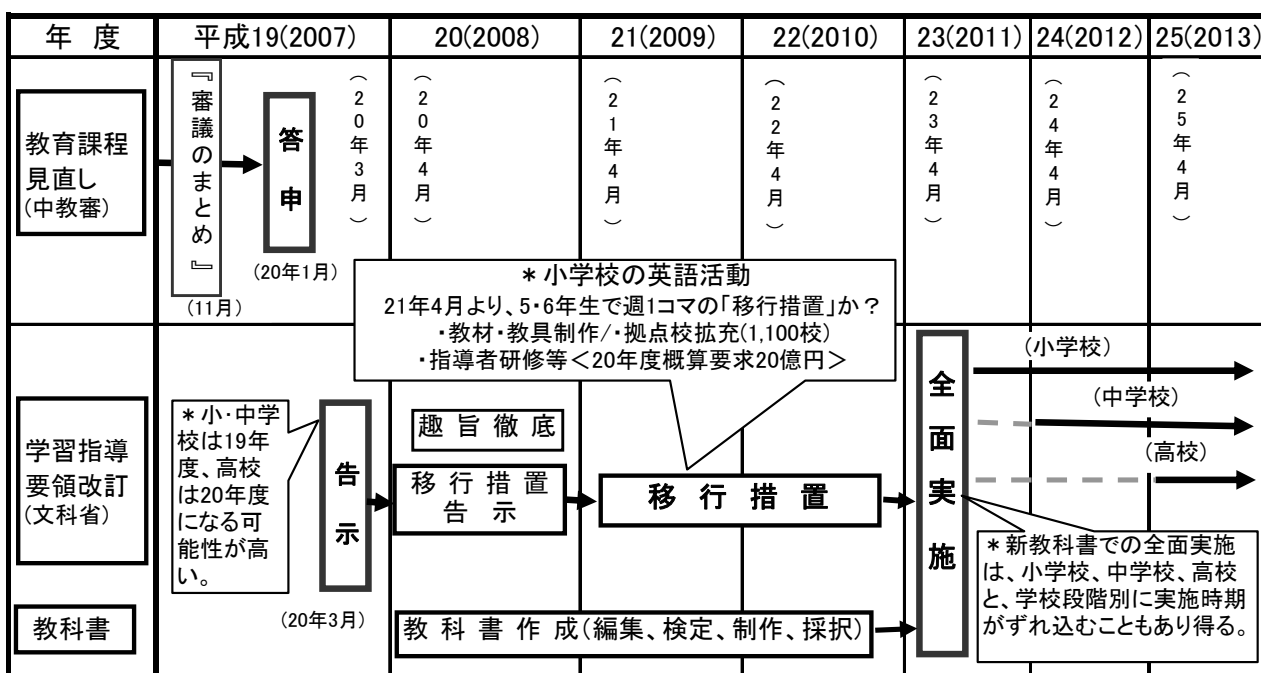 年 度
平成19(2007)
20(2008)
21(2009)
22(2010)
23(2011)
24(2012)
25(2013)
教育課程
見直し
(中教審)
『審議のまとめ』
(11月)
答申
(20年1月)
(20年3月)
(20年4月)
(21年4月)
(22年4月)
(23年4月)
(24年4月)
(25年4月)
*小学校の英語活動
21年4月より、5・6年生で週1コマの「移行措置」か?
・教材・教具制作/・拠点校拡充(1,100校)
・指導者研修等<20年度概算要求20億円>
学習指導
要領改訂
(文科省)
*小・中学
校は19年
度、高校
は20年度
になる可
能性が高
い。
告示
(20年3月)
趣旨徹底
移行措置
告示
移行措置
全面実施
(小学校)
(中学校)
(高校)
*新教科書での全面実施
は、小学校、中学校、高校
と、学校段階別に実施時期
がずれ込むこともあり得る。
教科書
教科書作成(編集、検定、制作、採択)